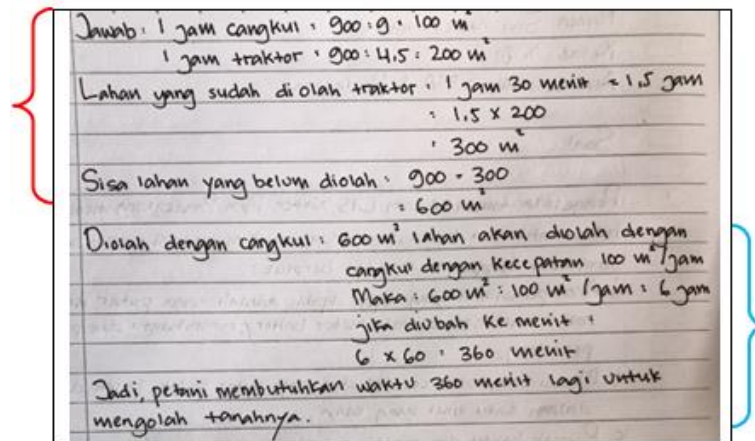 Jawab : 1 jam cangkul : 900 : 9 = 100 m²
1 jam traktor : 900 : 4,5 = 200 m²
Lahan yang sudah di olah traktor : 1 jam 30 menit = 1,5 jam
= 1,5 x 200
= 300 m²
Sisa lahan yang belum diolah : 900 - 300
= 600 m²
Diolah dengan cangkul : 600 m² lahan akan diolah dengan
cangkul dengan kecepatan 100 m²/jam
Maka : 600 m² : 100 m²/jam = 6 jam
jika diubah ke menit :
6 x 60 = 360 menit
Jadi, petani membutuhkan waktu 360 menit lagi untuk
mengolah tanahnya.